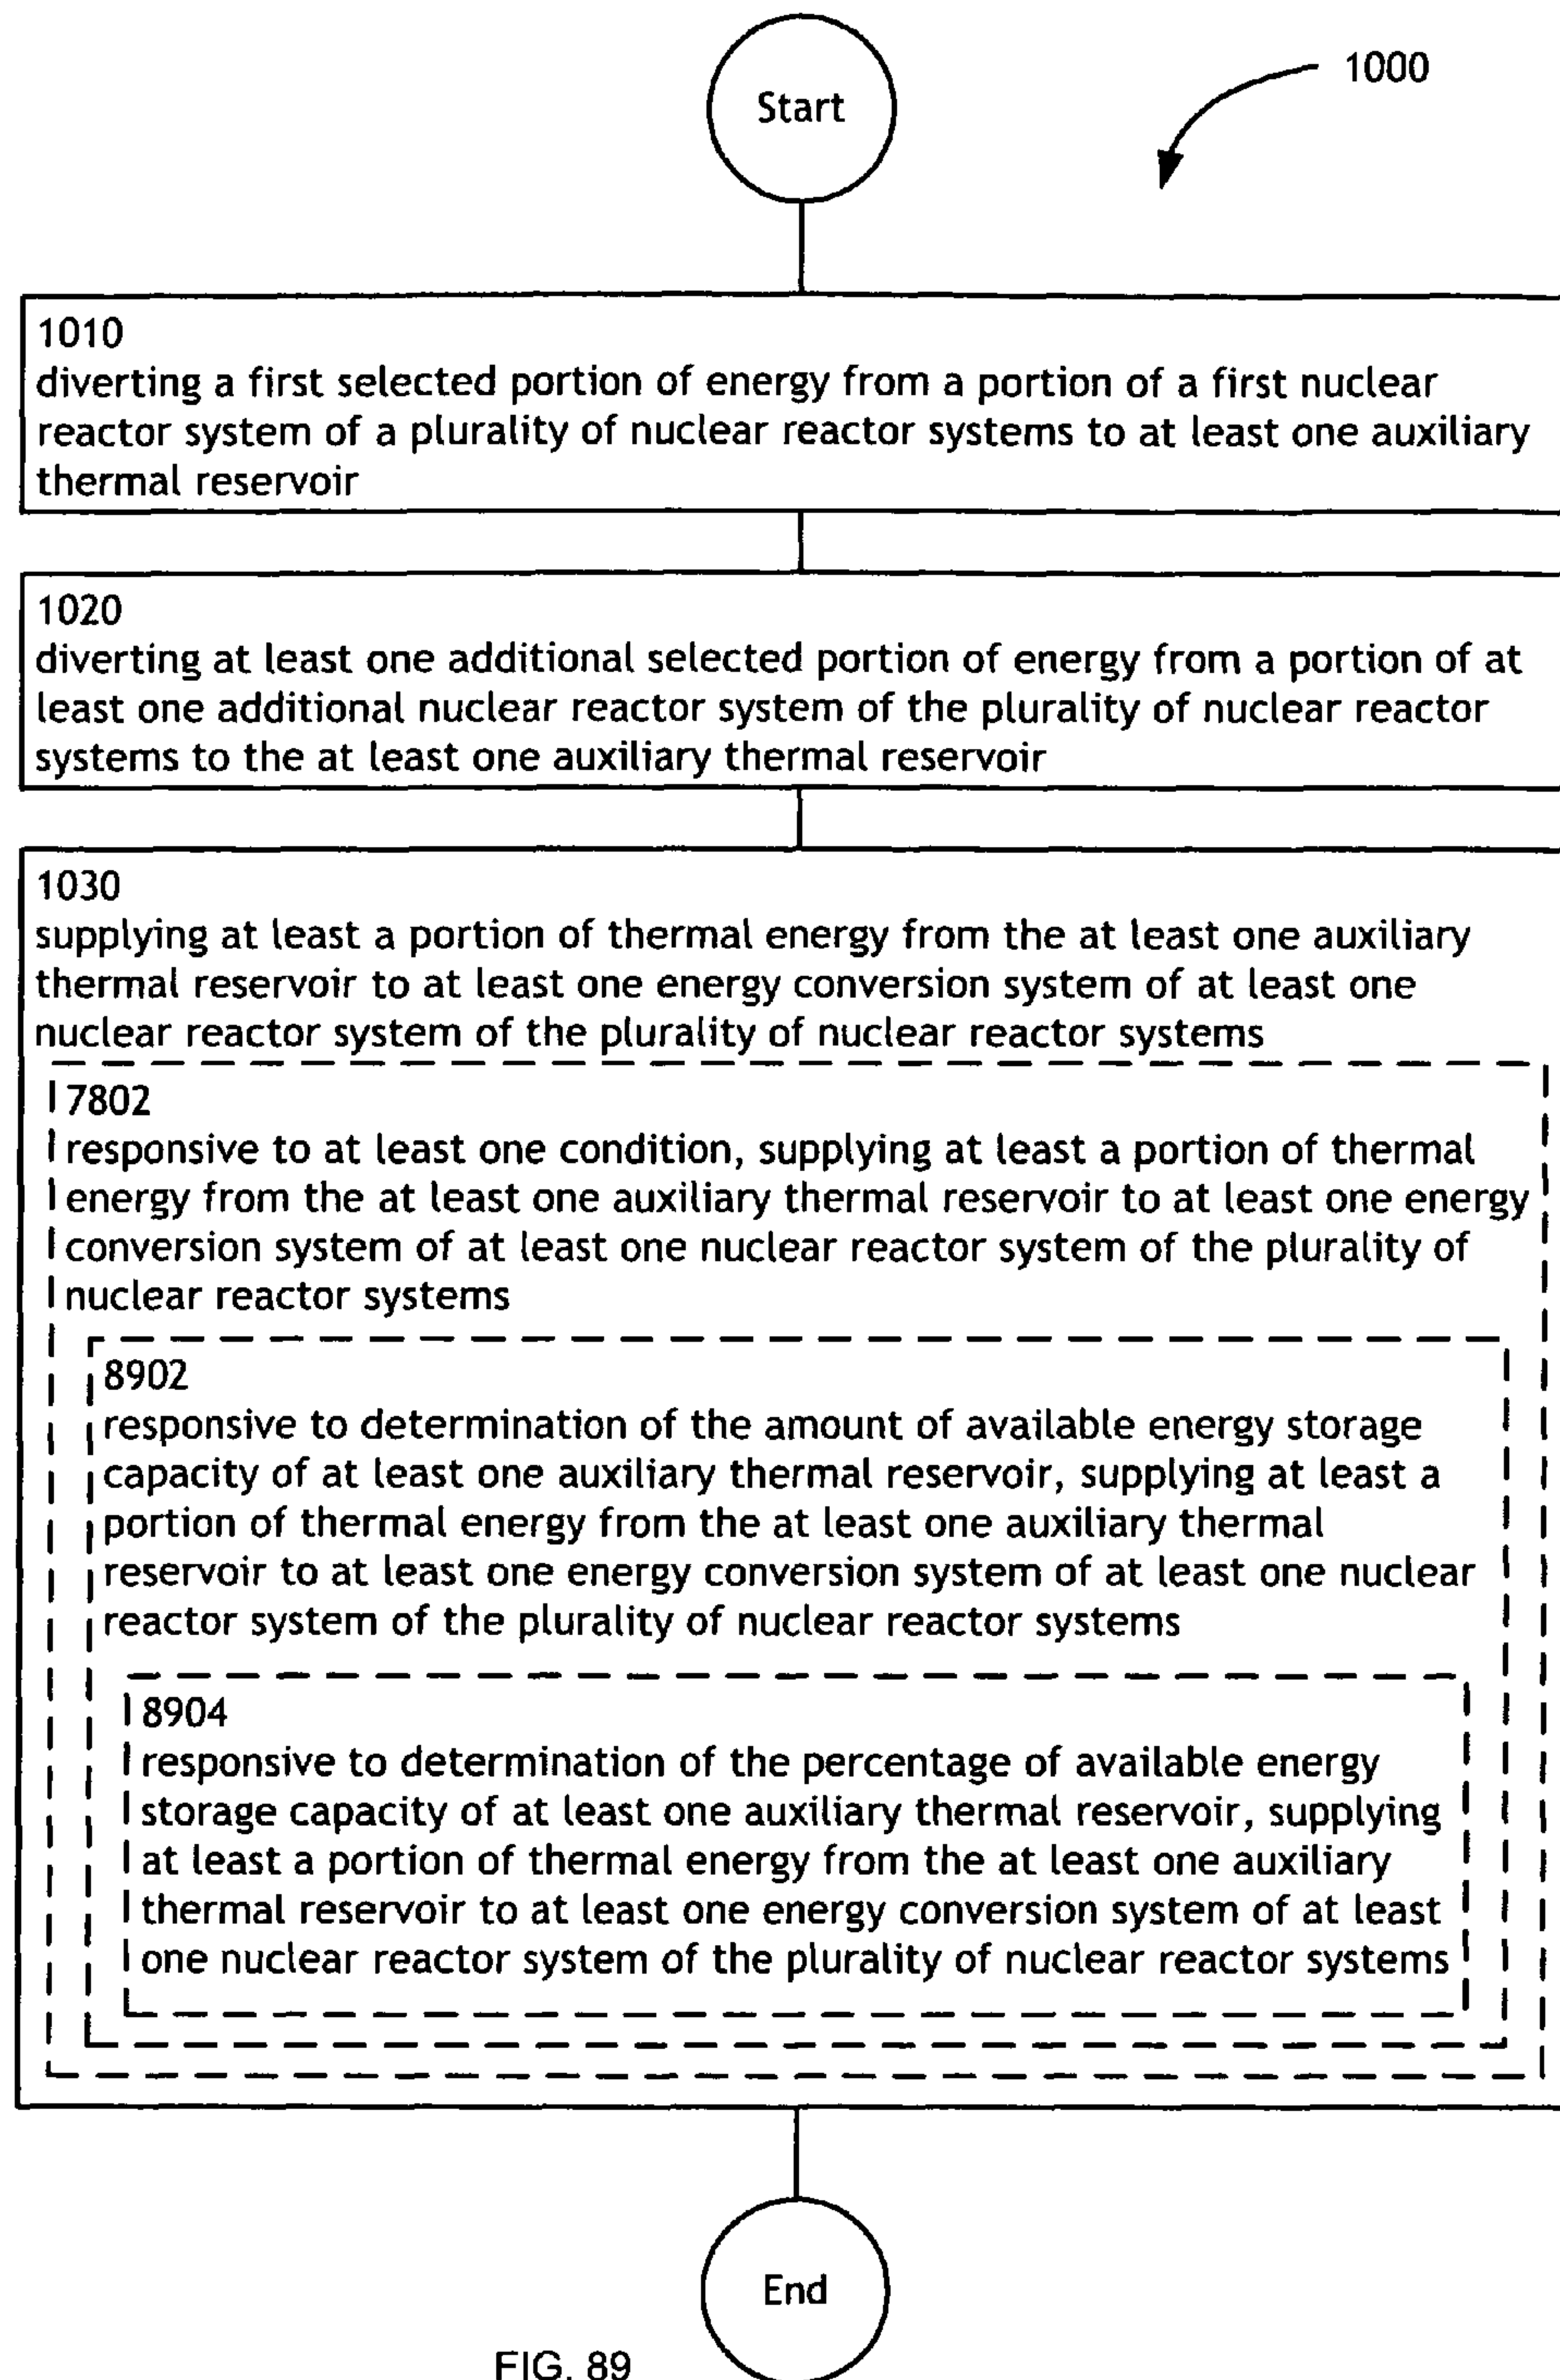 Start
1000
1010
diverting a first selected portion of energy from a portion of a first nuclear
reactor system of a plurality of nuclear reactor systems to at least one auxiliary
thermal reservoir
1020
diverting at least one additional selected portion of energy from a portion of at
least one additional nuclear reactor system of the plurality of nuclear reactor
systems to the at least one auxiliary thermal reservoir
1030
supplying at least a portion of thermal energy from the at least one auxiliary
thermal reservoir to at least one energy conversion system of at least one
nuclear reactor system of the plurality of nuclear reactor systems
7802
responsive to at least one condition, supplying at least a portion of thermal
energy from the at least one auxiliary thermal reservoir to at least one energy
conversion system of at least one nuclear reactor system of the plurality of
nuclear reactor systems
8902
responsive to determination of the amount of available energy storage
capacity of at least one auxiliary thermal reservoir, supplying at least a
portion of thermal energy from the at least one auxiliary thermal
reservoir to at least one energy conversion system of at least one nuclear
reactor system of the plurality of nuclear reactor systems
8904
responsive to determination of the percentage of available energy
storage capacity of at least one auxiliary thermal reservoir, supplying
at least a portion of thermal energy from the at least one auxiliary
thermal reservoir to at least one energy conversion system of at least
one nuclear reactor system of the plurality of nuclear reactor systems
End
FIG. 89